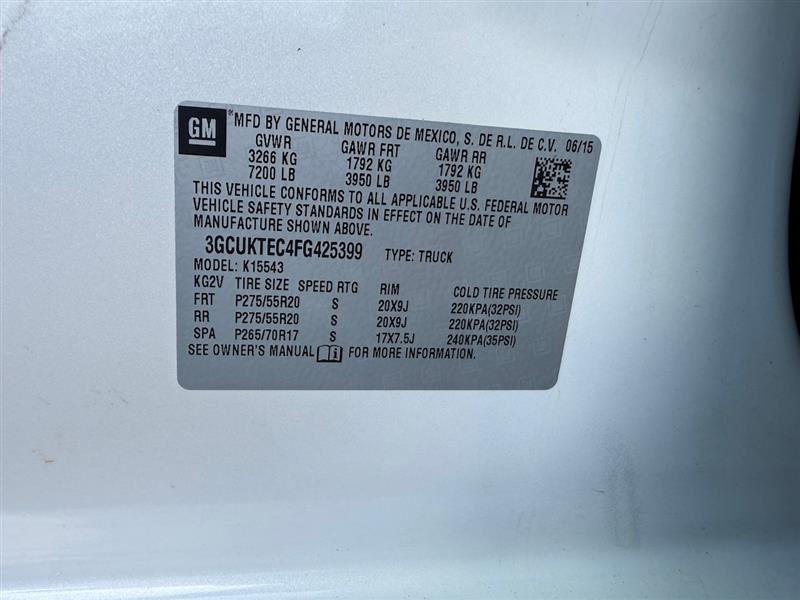 GM ® MFD BY GENERAL MOTORS DE MEXICO, S. DE R.L. DE C.V. 06/15
GVWR GAWR FRT GAWR RR
3266 KG 1792 KG 1792 KG
7200 LB 3950 LB 3950 LB
THIS VEHICLE CONFORMS TO ALL APPLICABLE U.S. FEDERAL MOTOR
VEHICLE SAFETY STANDARDS IN EFFECT ON THE DATE OF
MANUFACTURE SHOWN ABOVE.
3GCUKTEC4FG425399 TYPE: TRUCK
MODEL: K15543
KG2V TIRE SIZE SPEED RTG RIM COLD TIRE PRESSURE
FRT P275/55R20 S 20X9J 220KPA(32PSI)
RR P275/55R20 S 20X9J 220KPA(32PSI)
SPA P265/70R17 S 17X7.5J 240KPA(35PSI)
SEE OWNER'S MANUAL FOR MORE INFORMATION.